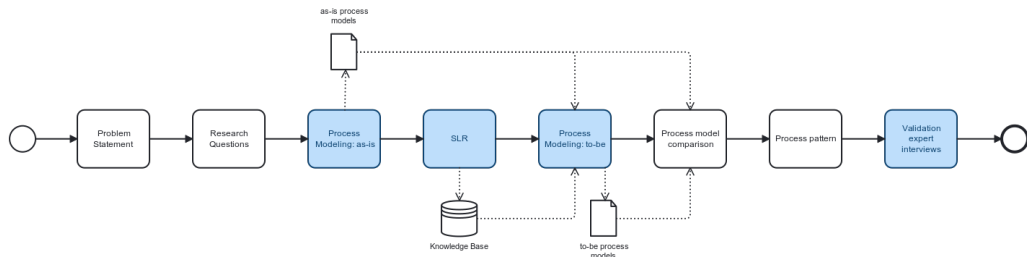 as-is process
models
Problem
Statement
Research
Questions
Process
Modeling: as-is
SLR
Process
Modeling: to-be
Process model
comparison
Process pattern
Validation
expert
interviews
Knowledge Base
to-be process
models